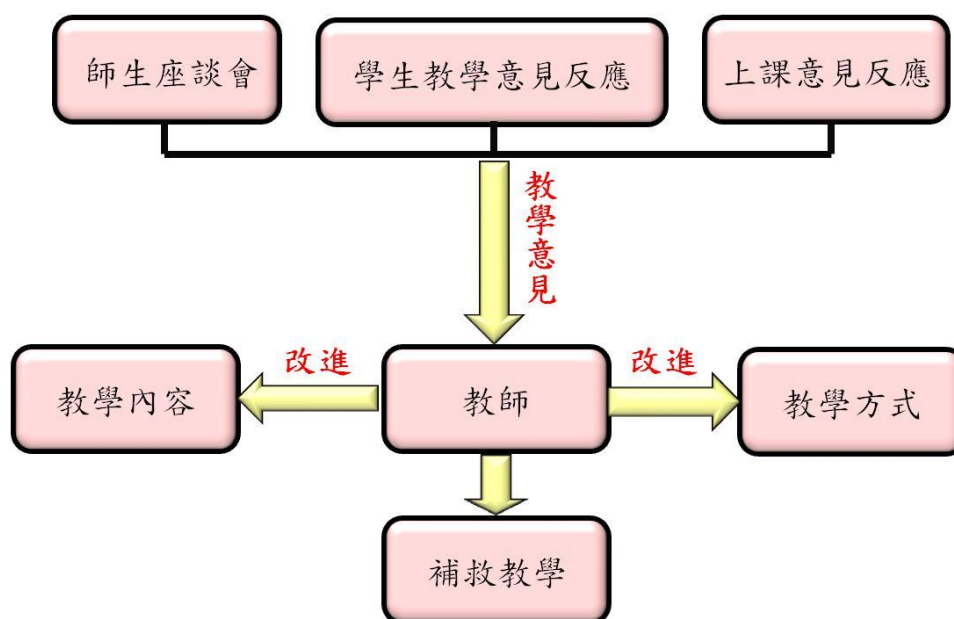 師生座談會
學生教學意見反應
上課意見反應
教學意見
改進
改進
教學內容
教師
教學方式
補救教學